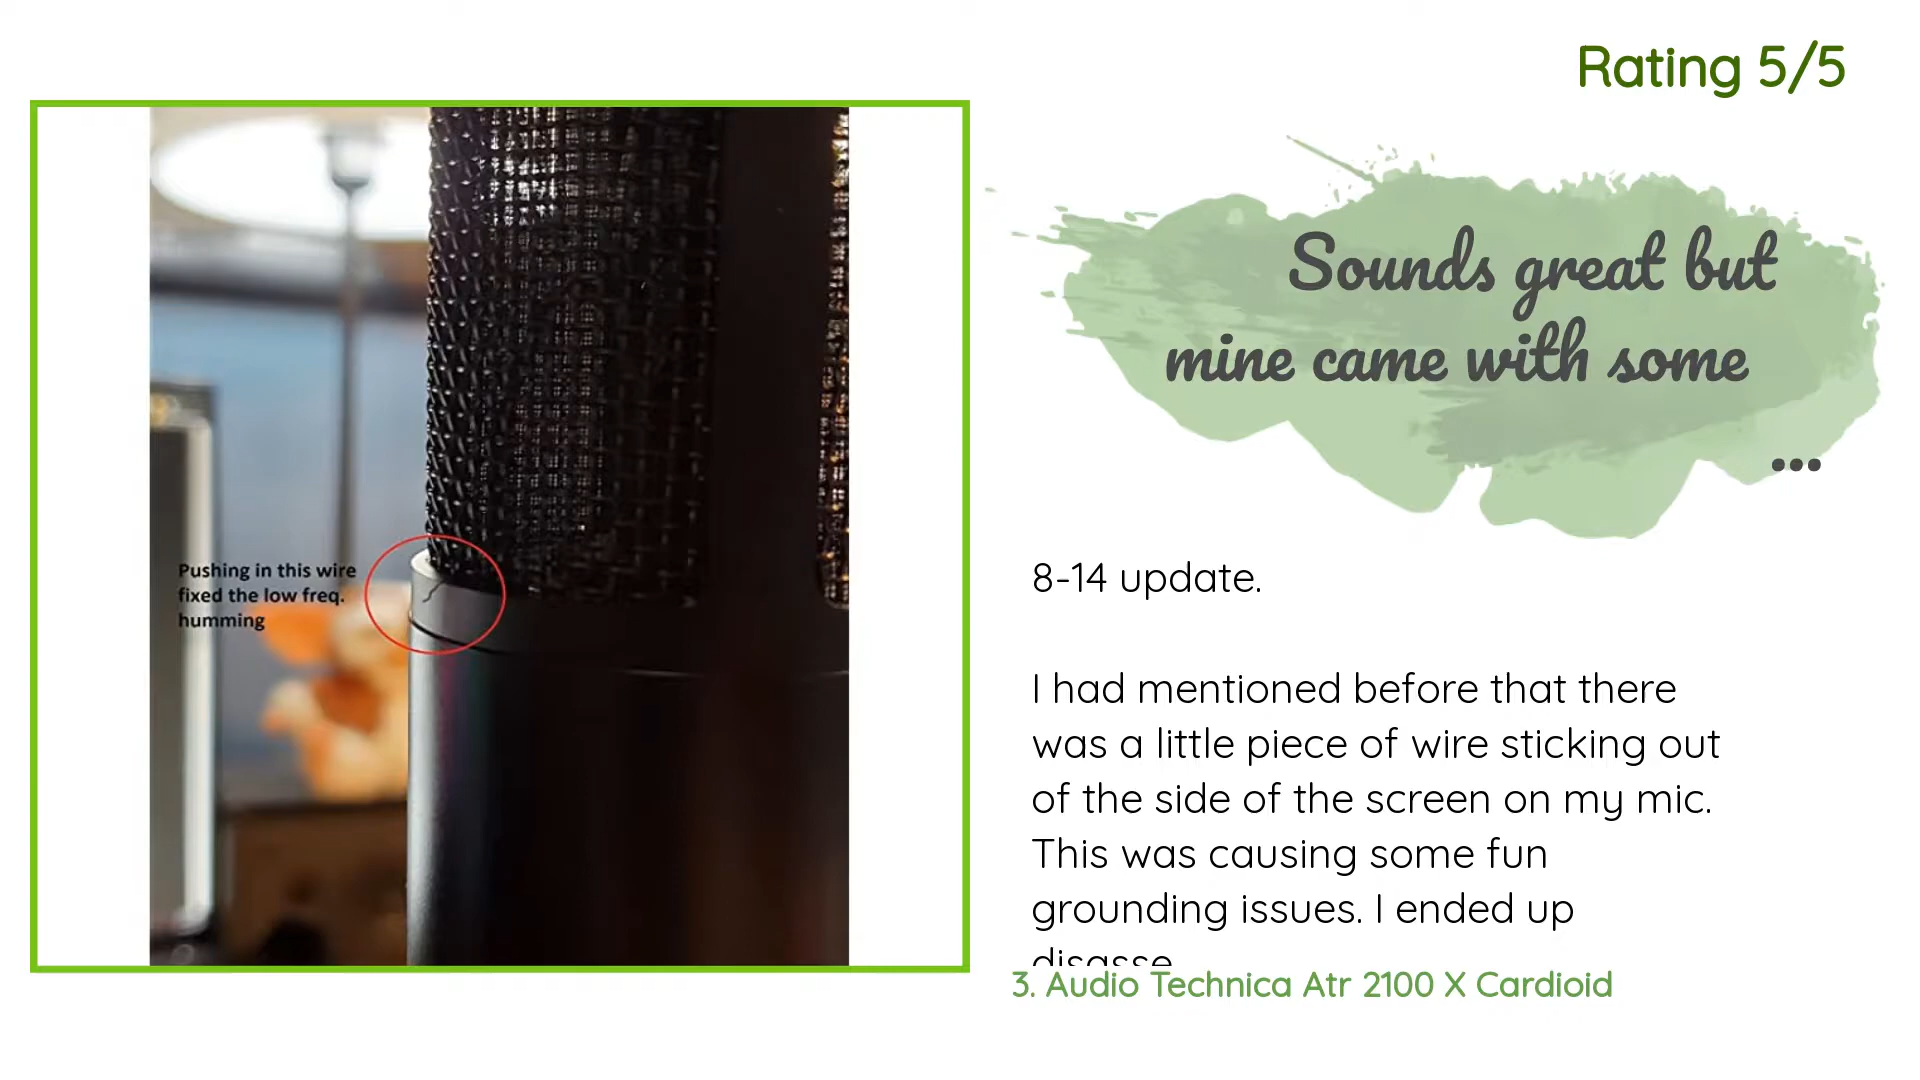 Rating 5/5
Sounds great but
mine came with some
...
Pushing in this wire
fixed the low freq.
humming
8-14 update.
I had mentioned before that there
was a little piece of wire sticking out
of the side of the screen on my mic.
This was causing some fun
grounding issues. I ended up
disasse
3. Audio Technica Atr 2100 X Cardioid